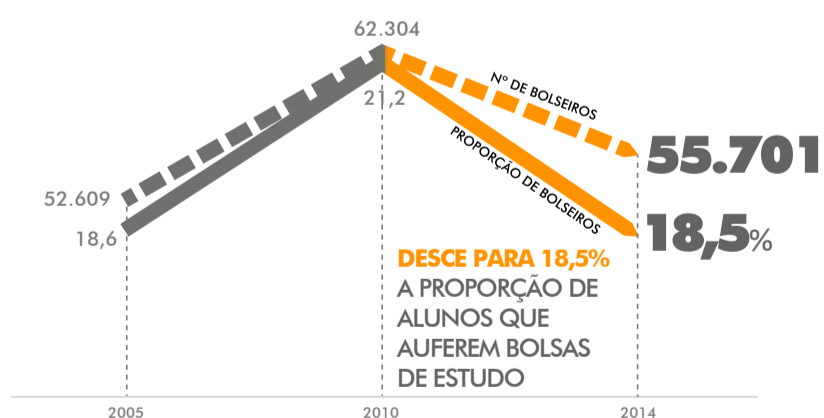 62.304
21,2
Nº DE BOLSEIROS
PROPORÇÃO DE BOLSEIROS
52.609
18,6
55.701
18,5%
DESCE PARA 18,5%
A PROPORÇÃO DE
ALUNOS QUE
AUFEREM BOLSAS
DE ESTUDO
2005
2010
2014